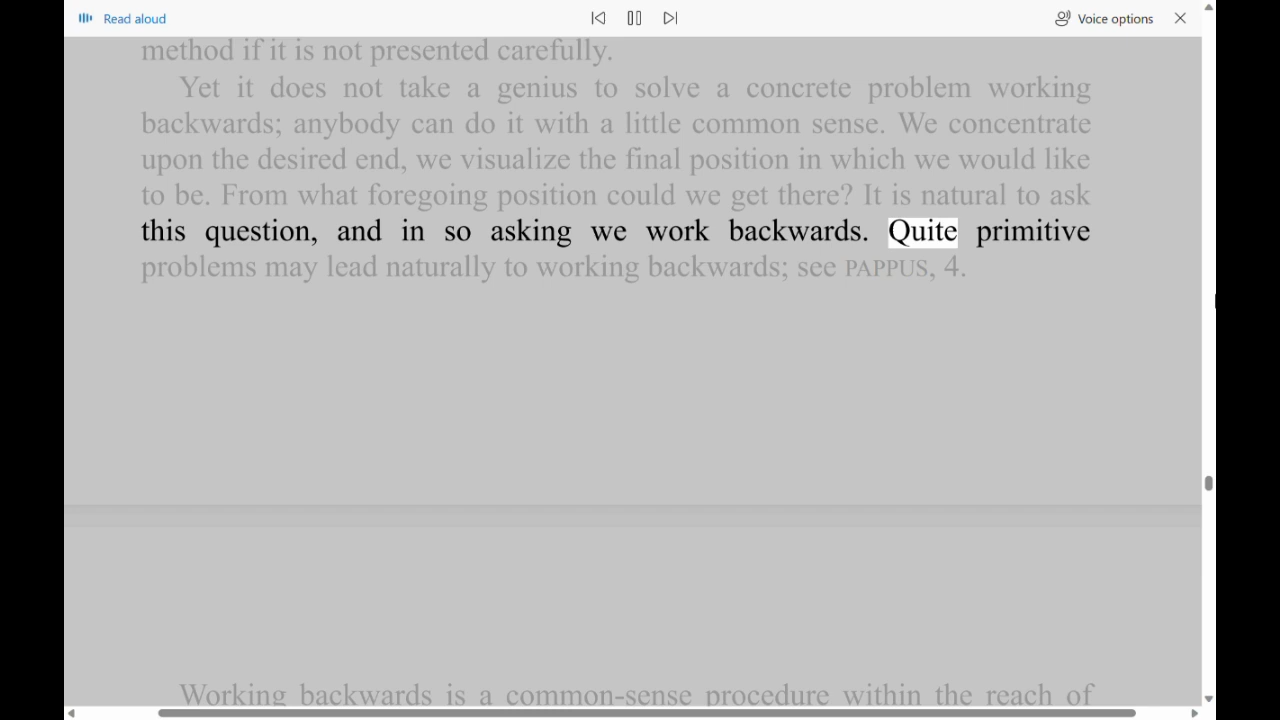 Read aloud
Voice options
method if it is not presented carefully.
Yet it does not take a genius to solve a concrete problem working
backwards; anybody can do it with a little common sense. We concentrate
upon the desired end, we visualize the final position in which we would like
to be. From what foregoing position could we get there? It is natural to ask
this question, and in so asking we work backwards. Quite primitive
problems may lead naturally to working backwards; see PAPPUS, 4.
Working backwards is a common-sense procedure within the reach of